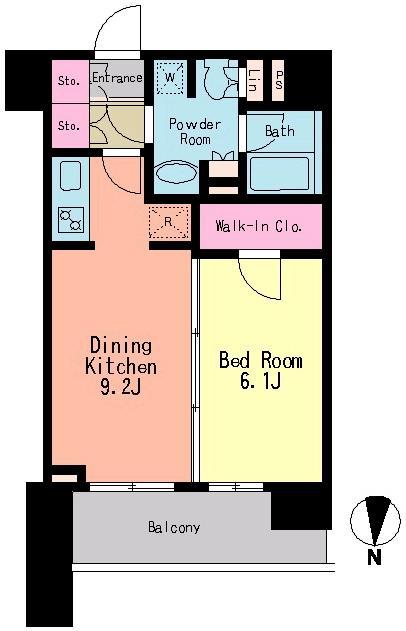 Sto.
Entrance
W
Lin
PS
Sto.
Powder
Room
Bath
R
Walk-In Clo.
Dining
Kitchen
9.2J
Bed Room
6.1J
Balcony
N